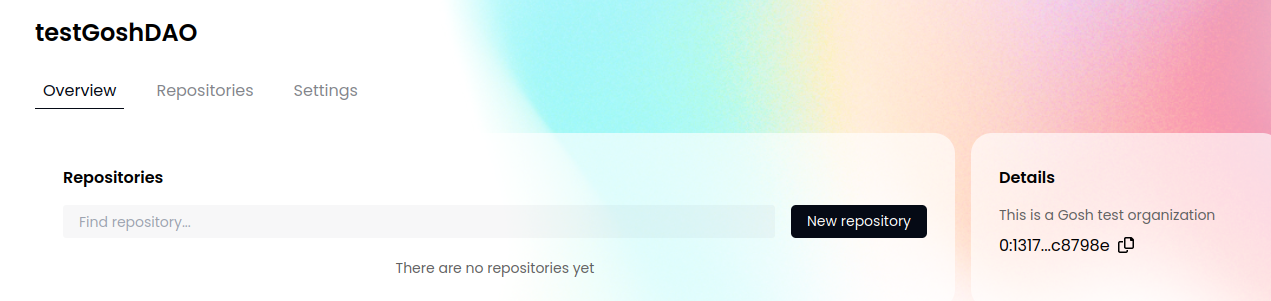 testGoshDAO
Overview Repositories Settings
Repositories
Find repository...
New repository
There are no repositories yet
Details
This is a Gosh test organization
0:1317...c8798e